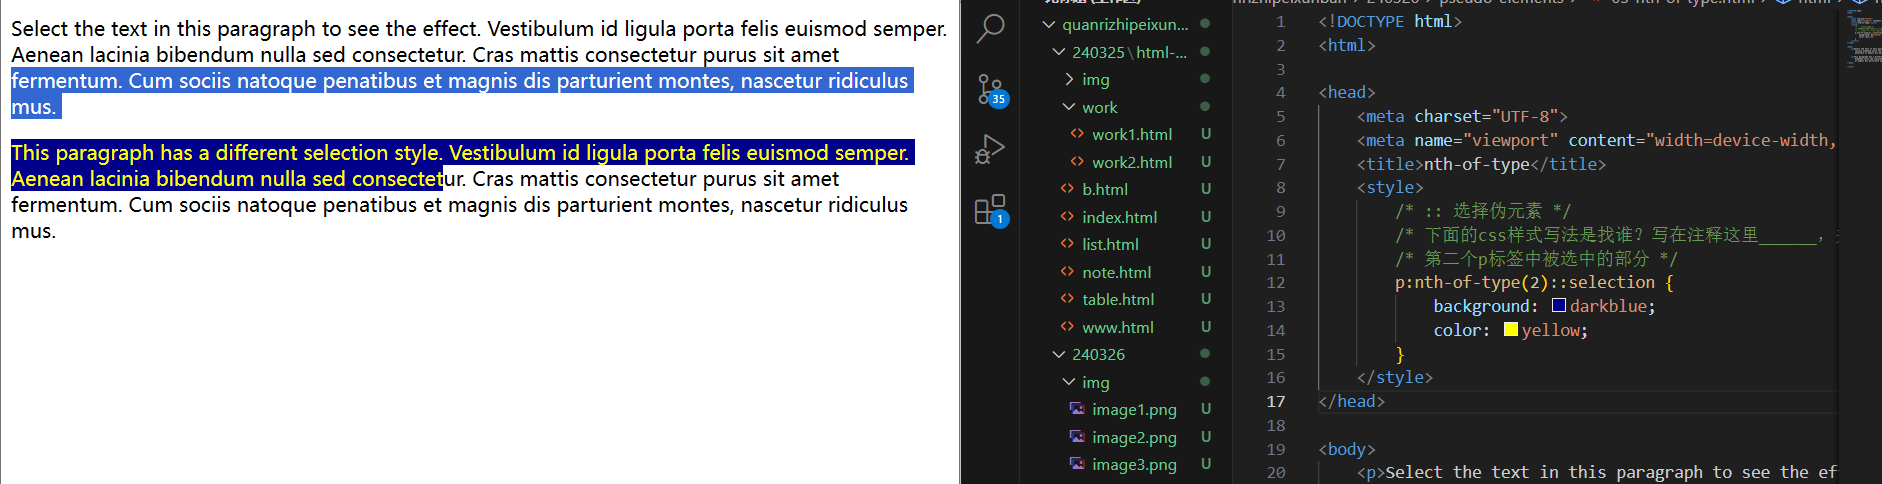 Select the text in this paragraph to see the effect. Vestibulum id ligula porta felis euismod semper.
Aenean lacinia bibendum nulla sed consectetur. Cras mattis consectetur purus sit amet
fermentum. Cum sociis natoque penatibus et magnis dis parturient montes, nascetur ridiculus
mus.
This paragraph has a different selection style. Vestibulum id ligula porta felis euismod semper.
Aenean lacinia bibendum nulla sed consectetur. Cras mattis consectetur purus sit amet
fermentum. Cum sociis natoque penatibus et magnis dis parturient montes, nascetur ridiculus
mus.
35
1
quanrizhipeixun...
240325\html-...
img
work
work1.html U
work2.html U
b.html U
index.html U
list.html U
note.html U
table.html U
www.html U
240326
img
image1.png U
image2.png U
image3.png U
1 <!DOCTYPE html>
2 <html>
3
4 <head>
5 <meta charset="UTF-8">
6 <meta name="viewport" content="width=device-width,
7 <title>nth-of-type</title>
8 <style>
9 /* :: 选择伪元素 */
10 /* 下面的css样式写法是找谁？写在注释这里______，
11 /* 第二个p标签中被选中的部分 */
12 p:nth-of-type(2)::selection {
13 background: darkblue;
14 color: yellow;
15 }
16 </style>
17 </head>
18
19 <body>
20 <p>Select the text in this paragraph to see the ef